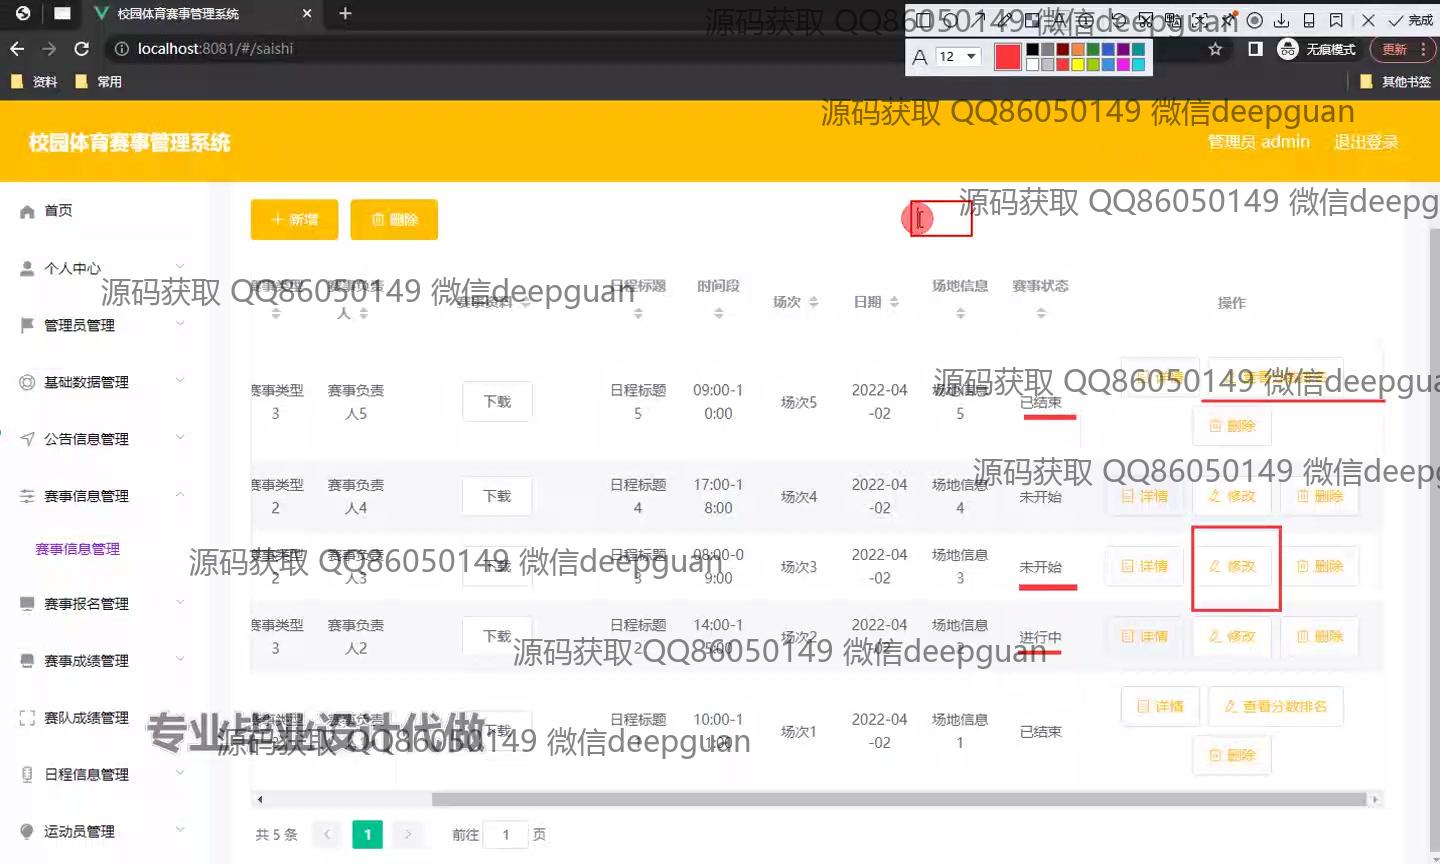 校园体育赛事管理系统
完成
localhost:8081/#/saishi
A 12
无痕模式
更新
资料
常用
其他书签
源码获取 QQ86050149 微信deepguan
源码获取 QQ86050149 微信deepguan
校园体育赛事管理系统
管理员 admin
退出登录
源码获取 QQ86050149 微信deepg
首页
个人中心
管理员管理
基础数据管理
公告信息管理
赛事信息管理
赛事信息管理
赛事报名管理
赛事成绩管理
赛队成绩管理
日程信息管理
运动员管理
新增
删除
源码获取 QQ86050149 微信deepguan
赛事类型
赛事负责人
赛事资料
日程标题
时间段
场次
日期
场地信息
赛事状态
操作
赛事类型3
赛事负责人5
下载
日程标题5
09:00-10:00
场次5
2022-04-02
场地信息5
已结束
详情
删除
源码获取 QQ86050149 微信deepgua
源码获取 QQ86050149 微信deepg
赛事类型2
赛事负责人4
下载
日程标题4
17:00-18:00
场次4
2022-04-02
场地信息4
未开始
详情
修改
删除
源码获取 QQ86050149 微信deepguan
赛事类型2
赛事负责人3
下载
日程标题3
08:00-09:00
场次3
2022-04-02
场地信息3
未开始
详情
修改
删除
赛事类型3
赛事负责人2
下载
日程标题2
14:00-15:00
场次2
2022-04-02
场地信息2
进行中
详情
修改
删除
源码获取 QQ86050149 微信deepguan
专业毕业设计代做
源码获取 QQ86050149 微信deepguan
下载
日程标题1
10:00-11:00
场次1
2022-04-02
场地信息1
已结束
详情
查看分数排名
删除
共 5 条
1
前往 1 页